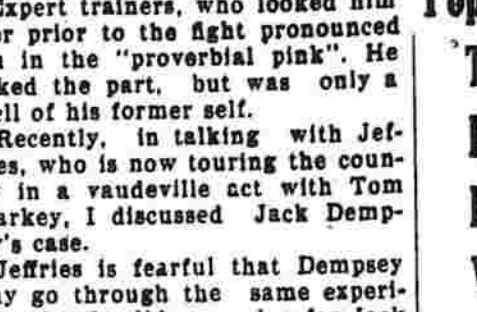 Expert trainers, who looked him
r prior to the fight pronounced
in the "proverbial pink". He
ked the part, but was only a
ell of his former self.
Recently, in talking with Jef-
es, who is now touring the coun-
in a vaudeville act with Tom
arkey, I discussed Jack Demp-
y's case.
Jeffries is fearful that Dempsey
ay go through the same experi-